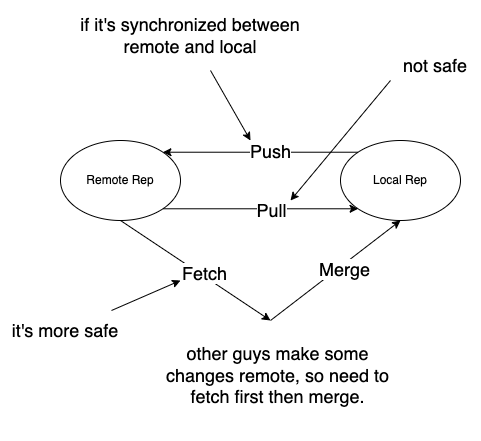 if it's synchronized between
remote and local
not safe
Push
Remote Rep
Local Rep
Pull
Fetch
Merge
it's more safe
other guys make some
changes remote, so need to
fetch first then merge.